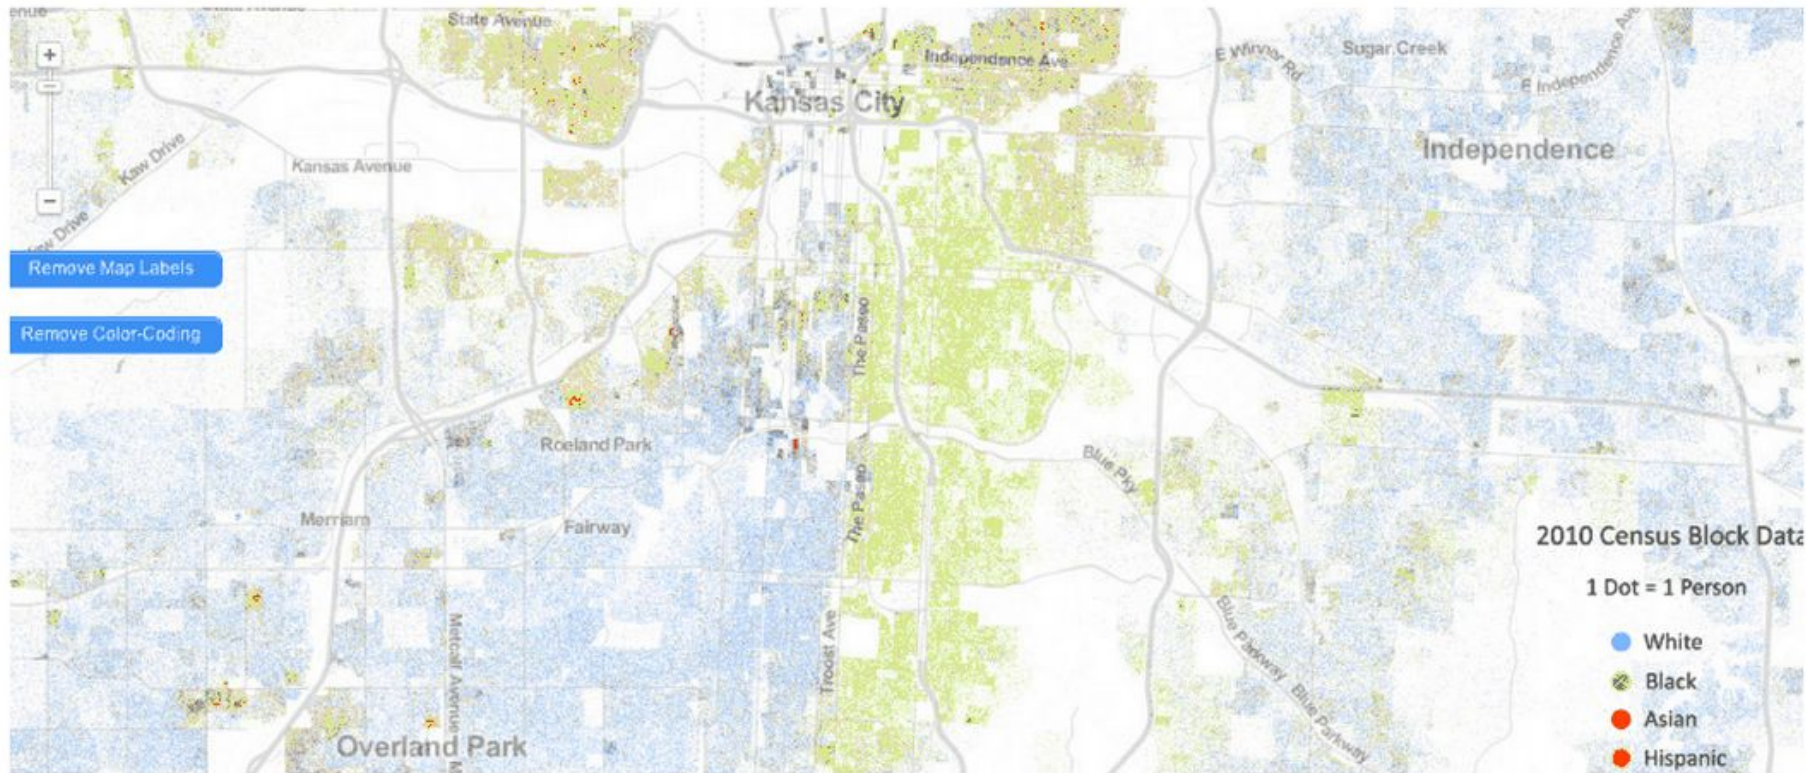 State Avenue
Independence Ave
E Winner Rd
Sugar Creek
E Independence Ave
Kansas City
Independence
Kaw Drive
Kansas Avenue
Remove Map Labels
Remove Color-Coding
The Paseo
Roeland Park
Blue Pky
The Paseo
Merriam
Fairway
2010 Census Block Data
1 Dot = 1 Person
Metcalf Avenue
Troost Ave
Blue Parkway
Blue Parkway
White
Black
Asian
Hispanic
Overland Park